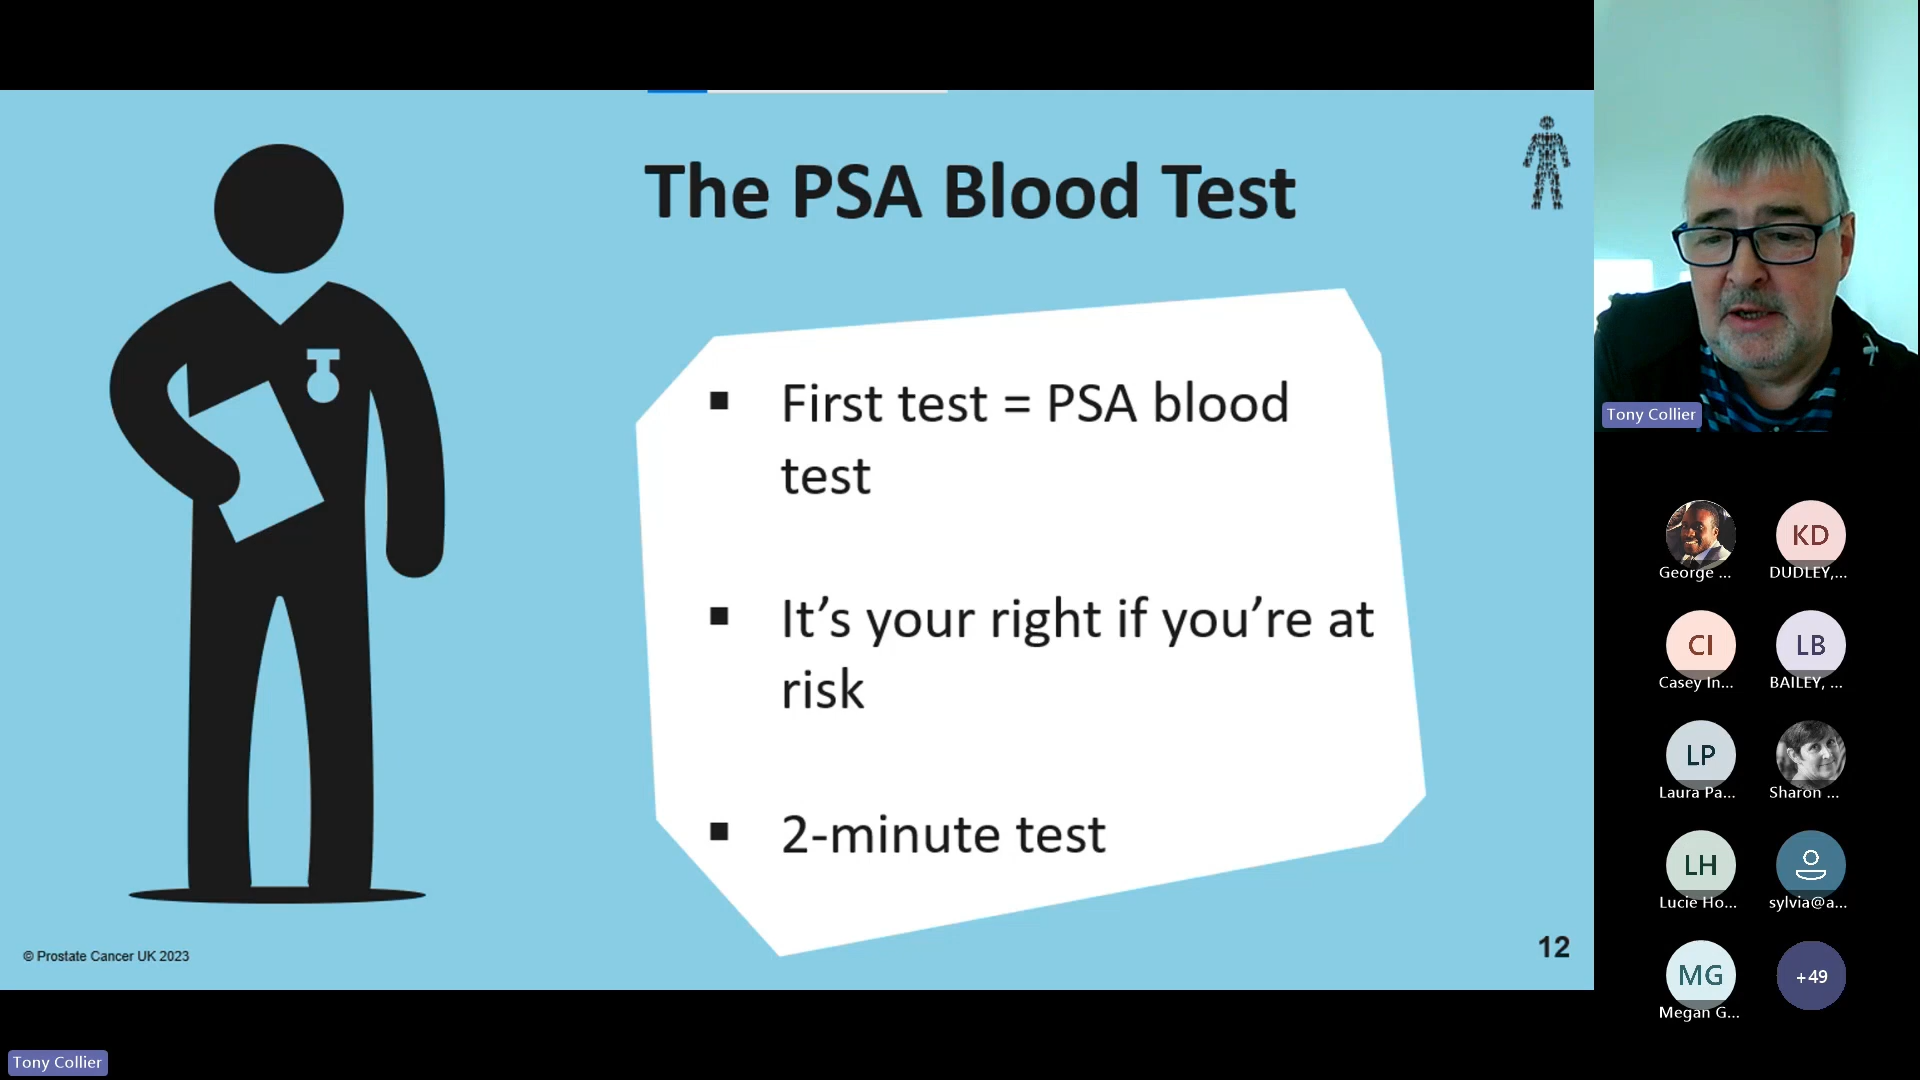 The PSA Blood Test
▪ First test = PSA blood
test
▪ It’s your right if you’re at
risk
▪ 2-minute test
© Prostate Cancer UK 2023
12
Tony Collier
Tony Collier
George ...
KD
DUDLEY,...
CI
Casey In...
LB
BAILEY, ...
LP
Laura Pa...
Sharon ...
LH
Lucie Ho...
sylvia@a...
MG
Megan G...
+49